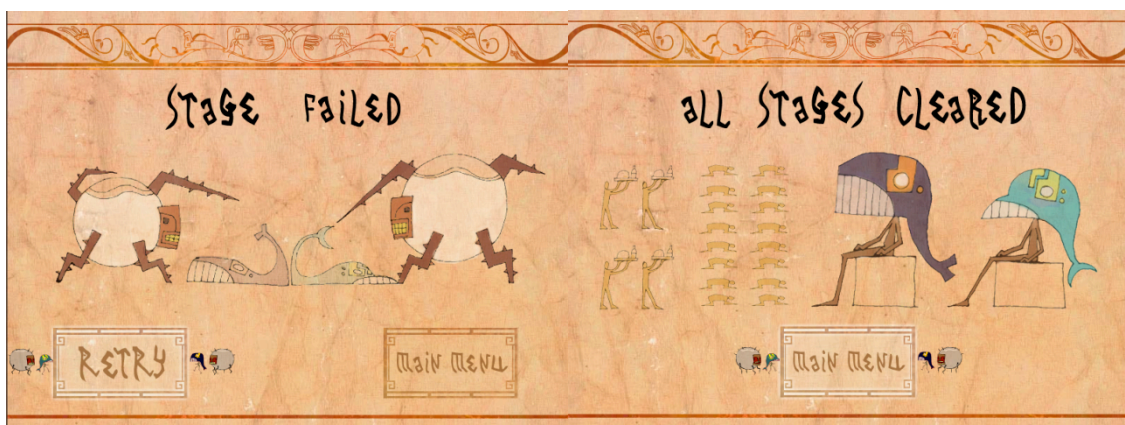 STaGE FaiLED
RETRY
MaiN MENU
aLL STaGES CLEaRED
MaiN MENU